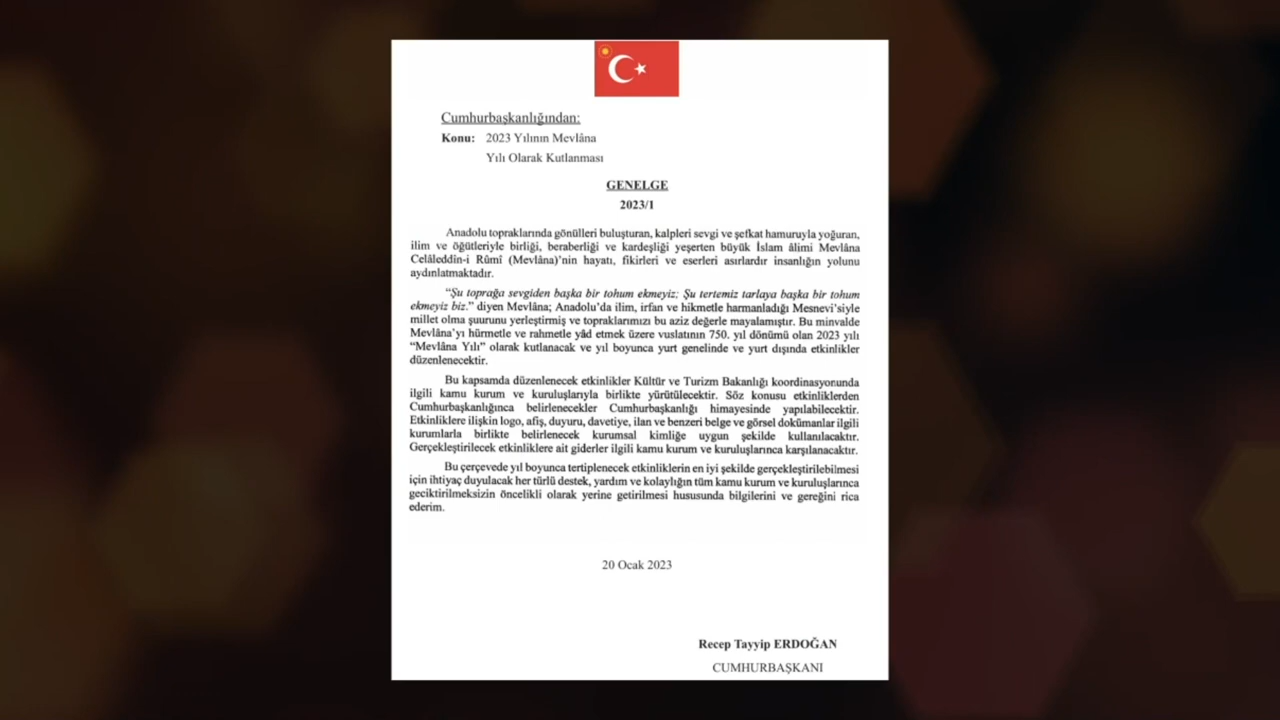 Cumhurbaşkanlığından:
Konu: 2023 Yılının Mevlâna
Yılı Olarak Kutlanması
GENELGE
2023/1
Anadolu topraklarında gönülleri buluşturan, kalpleri sevgi ve şefkat hamuruyla yoğuran,
ilim ve öğütleriyle birliği, beraberliği ve kardeşliği yeşerten büyük İslam âlimi Mevlâna
Celâleddîn-i Rûmî (Mevlâna)'nin hayatı, fikirleri ve eserleri asırlardır insanlığın yolunu
aydınlatmaktadır.
"Şu toprağa sevgiden başka bir tohum ekmeyiz; Şu tertemiz tarlaya başka bir tohum
ekmeyiz biz." diyen Mevlâna; Anadolu'da ilim, irfan ve hikmetle harmanladığı Mesnevi'siyle
millet olma şuurunu yerleştirmiş ve topraklarımızı bu aziz değerle mayalamıştır. Bu minvalde
Mevlâna'yı hürmetle ve rahmetle yâd etmek üzere vuslatının 750. yıl dönümü olan 2023 yılı
"Mevlâna Yılı" olarak kutlanacak ve yıl boyunca yurt genelinde ve yurt dışında etkinlikler
düzenlenecektir.
Bu kapsamda düzenlenecek etkinlikler Kültür ve Turizm Bakanlığı koordinasyonunda
ilgili kamu kurum ve kuruluşlarıyla birlikte yürütülecektir. Söz konusu etkinliklerden
Cumhurbaşkanlığınca belirlenecekler Cumhurbaşkanlığı himayesinde yapılabilecektir.
Etkinliklere ilişkin logo, afiş, duyuru, davetiye, ilan ve benzeri belge ve görsel dokümanlar ilgili
kurumlarla birlikte belirlenecek kurumsal kimliğe uygun şekilde kullanılacaktır.
Gerçekleştirilecek etkinliklere ait giderler ilgili kamu kurum ve kuruluşlarınca karşılanacaktır.
Bu çerçevede yıl boyunca tertiplenecek etkinliklerin en iyi şekilde gerçekleştirilebilmesi
için ihtiyaç duyulacak her türlü destek, yardım ve kolaylığın tüm kamu kurum ve kuruluşlarınca
geciktirilmeksizin öncelikli olarak yerine getirilmesi hususunda bilgilerini ve gereğini rica
ederim.
20 Ocak 2023
Recep Tayyip ERDOĞAN
CUMHURBAŞKANI